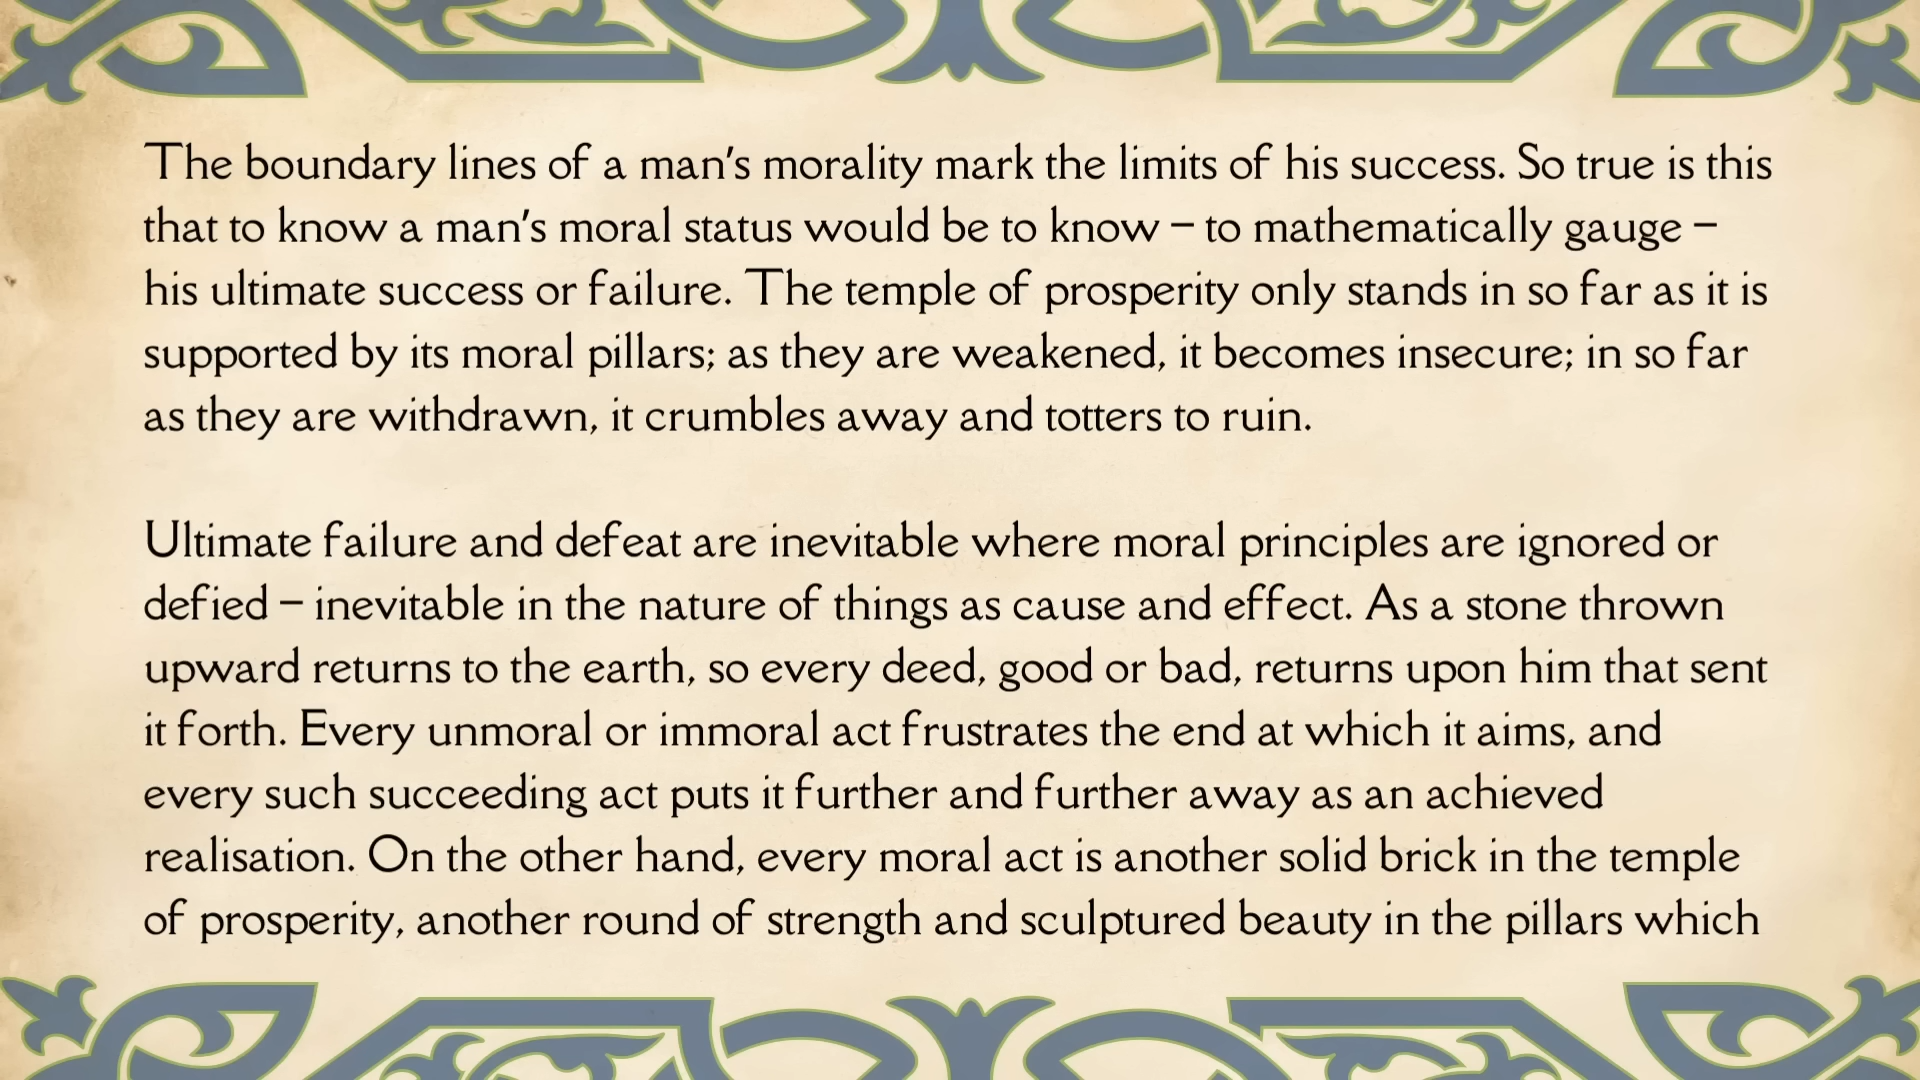 The boundary lines of a man's morality mark the limits of his success. So true is this
that to know a man's moral status would be to know – to mathematically gauge –
his ultimate success or failure. The temple of prosperity only stands in so far as it is
supported by its moral pillars; as they are weakened, it becomes insecure; in so far
as they are withdrawn, it crumbles away and totters to ruin.
Ultimate failure and defeat are inevitable where moral principles are ignored or
defied – inevitable in the nature of things as cause and effect. As a stone thrown
upward returns to the earth, so every deed, good or bad, returns upon him that sent
it forth. Every unmoral or immoral act frustrates the end at which it aims, and
every such succeeding act puts it further and further away as an achieved
realisation. On the other hand, every moral act is another solid brick in the temple
of prosperity, another round of strength and sculptured beauty in the pillars which